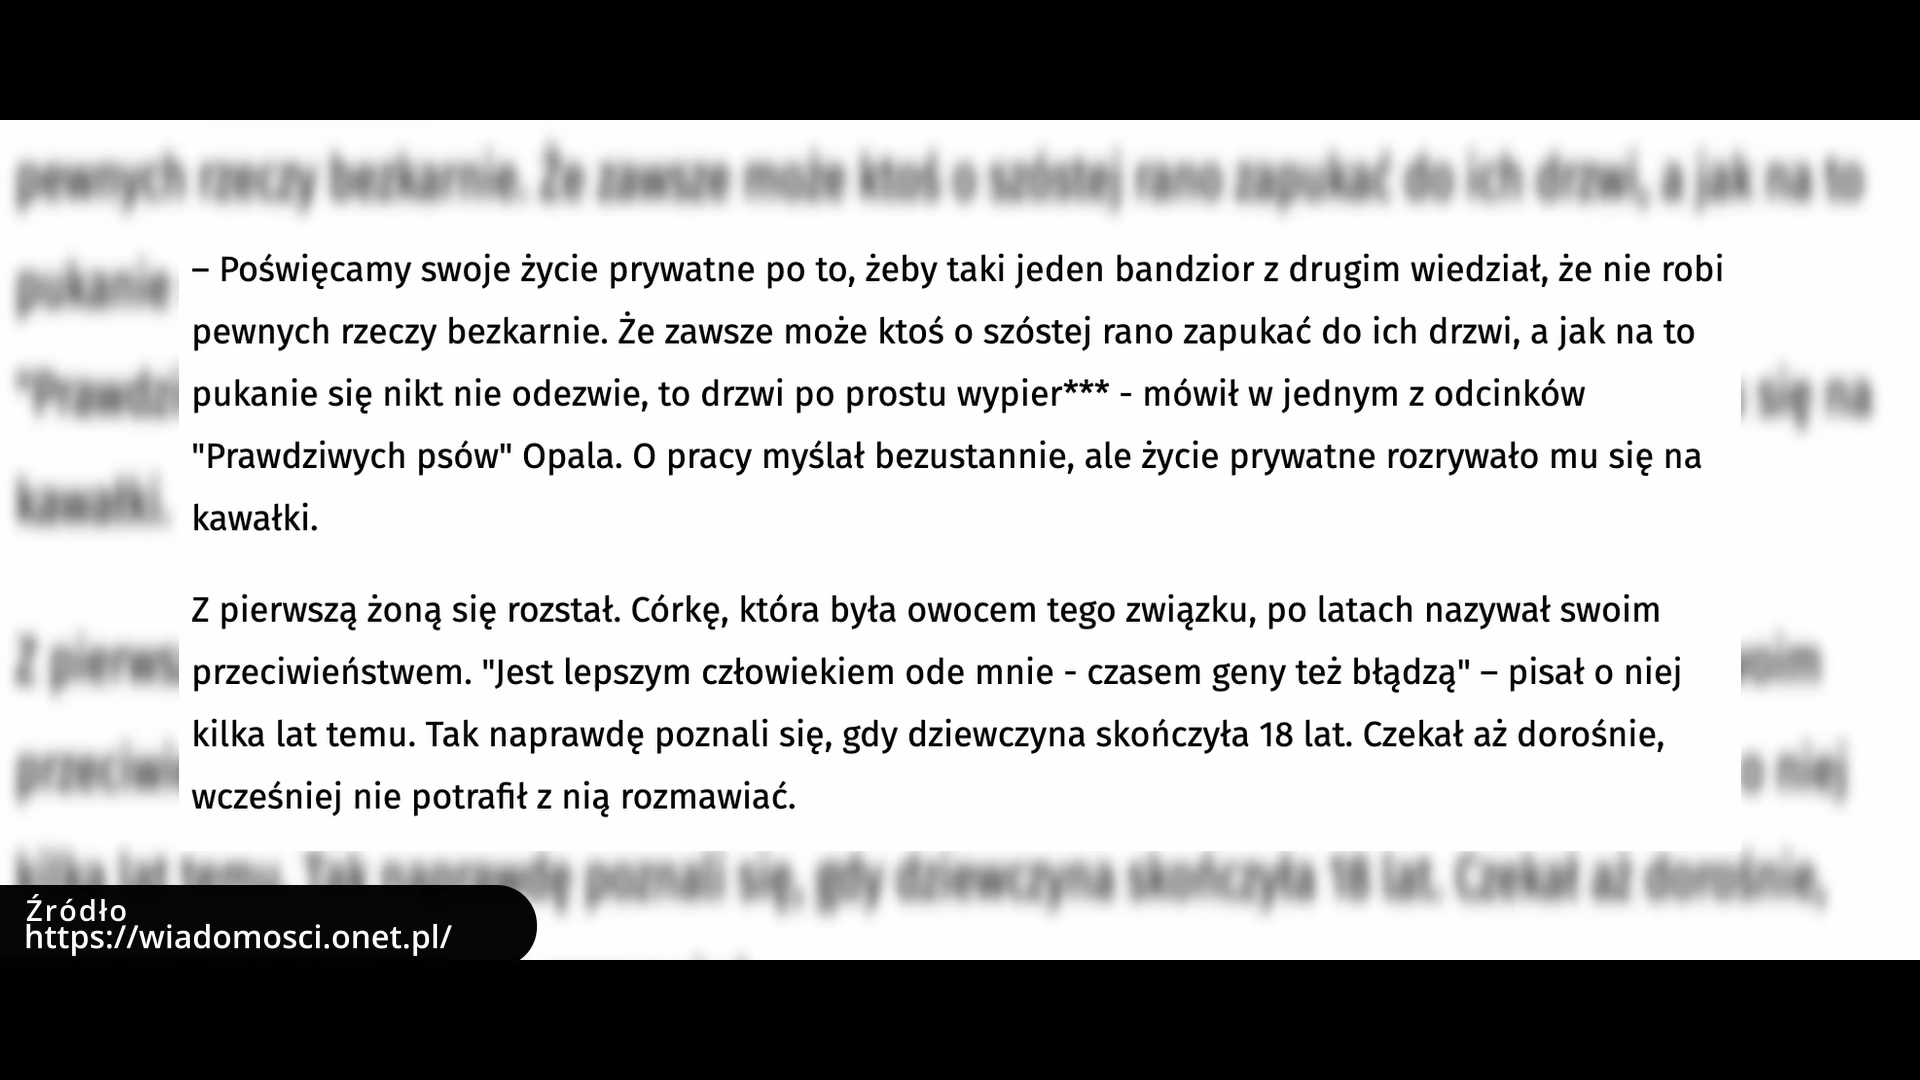 – Poświęcamy swoje życie prywatne po to, żeby taki jeden bandzior z drugim wiedział, że nie robi
pewnych rzeczy bezkarnie. Że zawsze może ktoś o szóstej rano zapukać do ich drzwi, a jak na to
pukanie się nikt nie odezwie, to drzwi po prostu wypier*** - mówił w jednym z odcinków
"Prawdziwych psów" Opala. O pracy myślał bezustannie, ale życie prywatne rozrywało mu się na
kawałki.
Z pierwszą żoną się rozstał. Córkę, która była owocem tego związku, po latach nazywał swoim
przeciwieństwem. "Jest lepszym człowiekiem ode mnie - czasem geny też błądzą" – pisał o niej
kilka lat temu. Tak naprawdę poznali się, gdy dziewczyna skończyła 18 lat. Czekał aż dorośnie,
wcześniej nie potrafił z nią rozmawiać.
Źródło
https://wiadomosci.onet.pl/